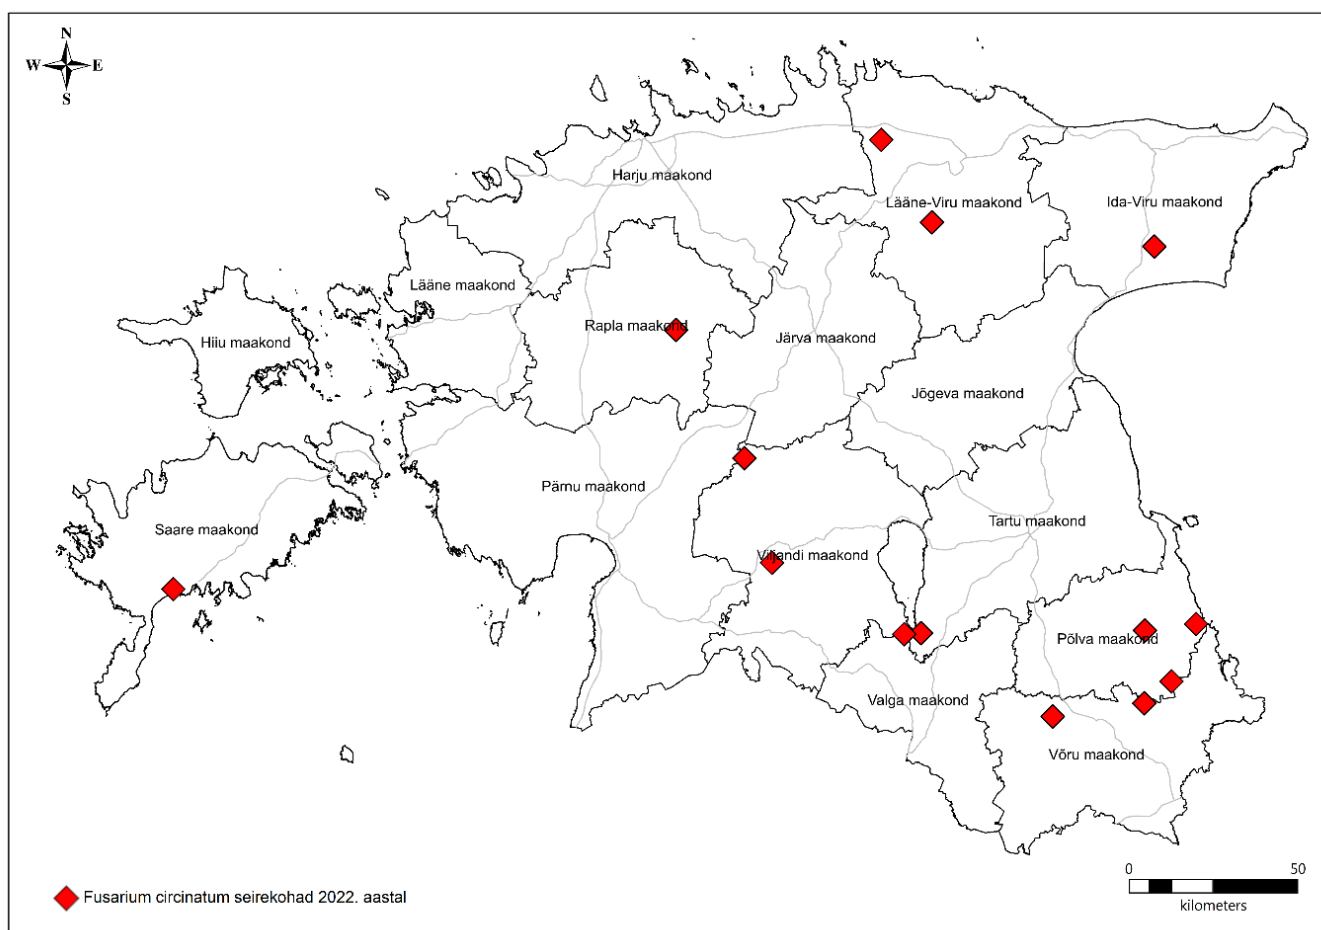 N
W E
S
Harju maakond
Lääne-Viru maakond
Ida-Viru maakond
Lääne maakond
Rapla maakond
Järva maakond
Hiiu maakond
Jõgeva maakond
Pärnu maakond
Saare maakond
Tartu maakond
Viljandi maakond
Põlva maakond
Valga maakond
Võru maakond
0 50
kilometers
Fusarium circinatum seirekohad 2022. aastal